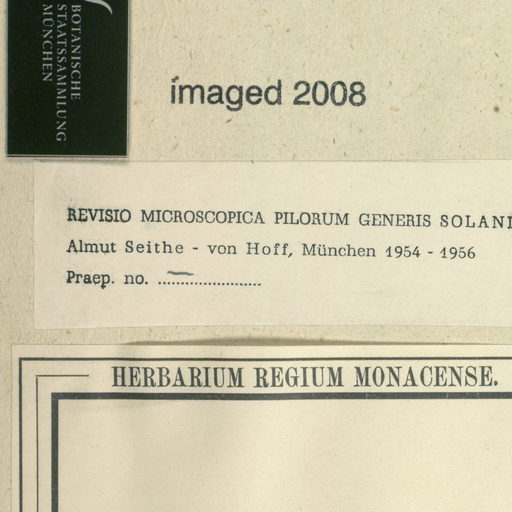 BOTANISCHE
STAATSSAMMLUNG
MÜNCHEN
imaged 2008
REVISIO MICROSCOPICA PILORUM GENERIS SOLANI
Almut Seithe - von Hoff, München 1954 - 1956
Praep. no. ........................
HERBARIUM REGIUM MONACENSE.